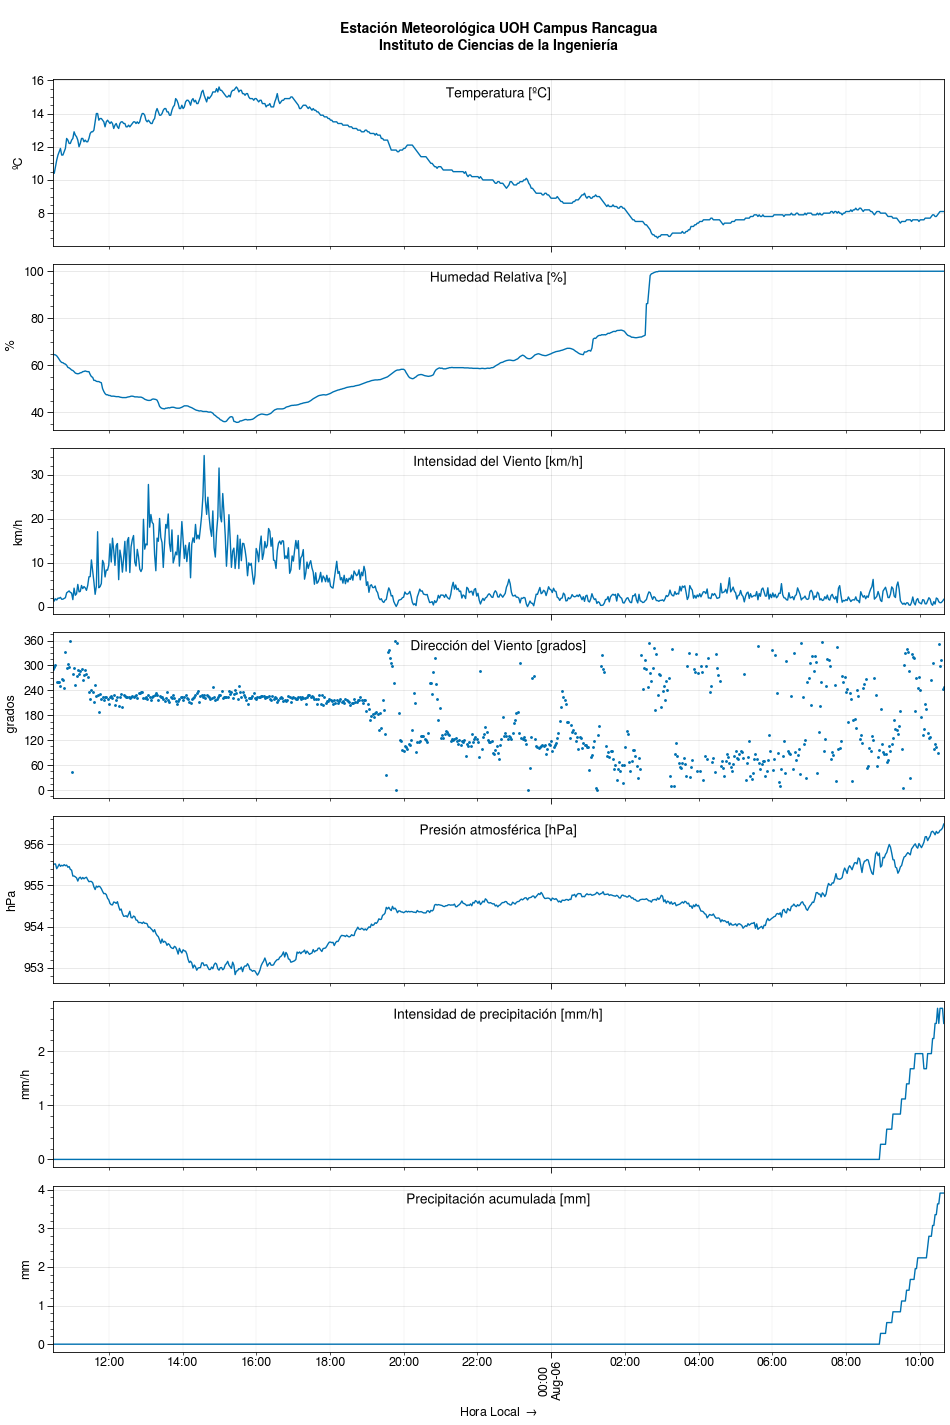 Estación Meteorológica UOH Campus Rancagua
Instituto de Ciencias de la Ingeniería
Temperatura [ºC]
ºC
16
14
12
10
8
Humedad Relativa [%]
%
100
80
60
40
Intensidad del Viento [km/h]
km/h
30
20
10
0
Dirección del Viento [grados]
grados
360
300
240
180
120
60
0
Presión atmosférica [hPa]
hPa
956
955
954
953
Intensidad de precipitación [mm/h]
mm/h
2
1
0
Precipitación acumulada [mm]
mm
4
3
2
1
0
12:00 14:00 16:00 18:00 20:00 22:00 00:00 02:00 04:00 06:00 08:00 10:00
Aug-06
Hora Local →